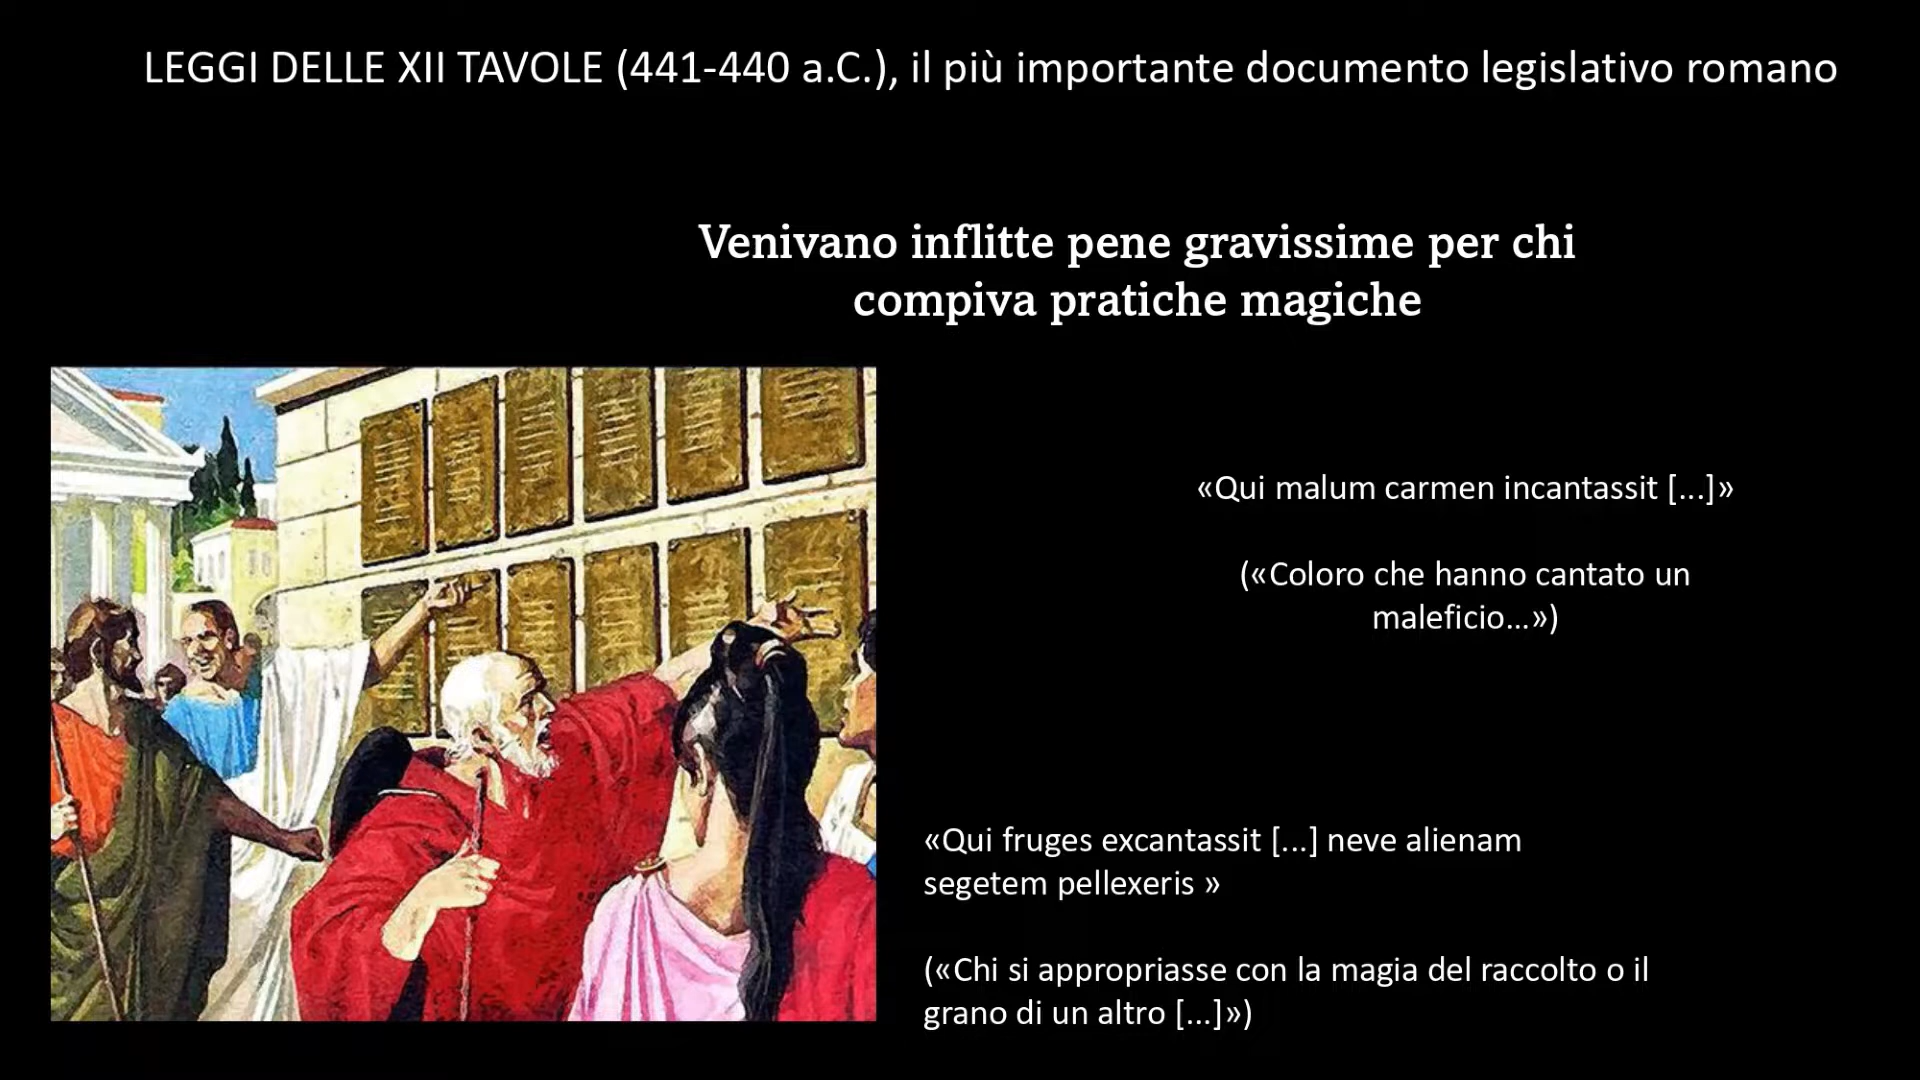 LEGGI DELLE XII TAVOLE (441-440 a.C.), il più importante documento legislativo romano
Venivano inflitte pene gravissime per chi
compiva pratiche magiche
«Qui malum carmen incantassit [...]»
(«Coloro che hanno cantato un
maleficio...»)
«Qui fruges excantassit [...] neve alienam
segetem pellexeris »
(«Chi si appropriasse con la magia del raccolto o il
grano di un altro [...]»)